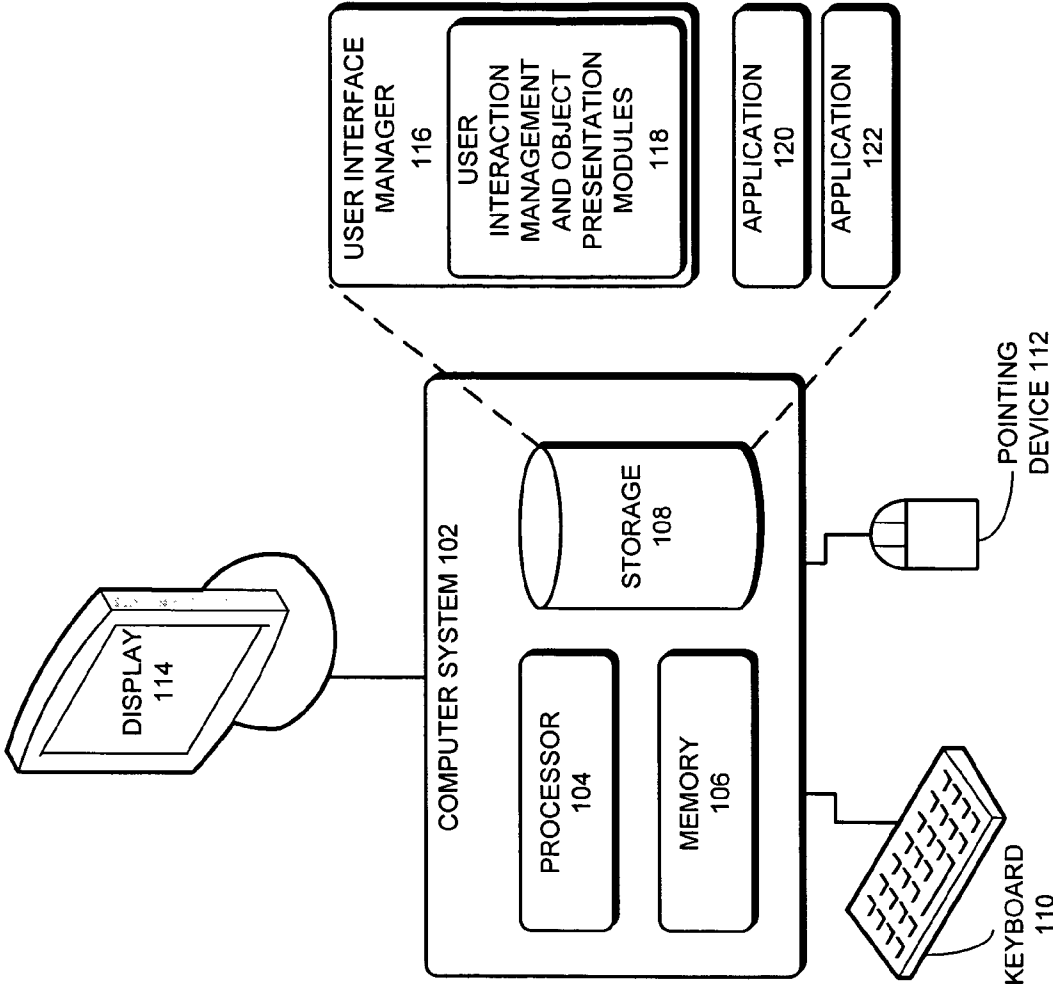 DISPLAY
114
COMPUTER SYSTEM 102
PROCESSOR
104
MEMORY
106
STORAGE
108
KEYBOARD
110
POINTING
DEVICE 112
USER INTERFACE
MANAGER
116
USER
INTERACTION
MANAGEMENT
AND OBJECT
PRESENTATION
MODULES
118
APPLICATION
120
APPLICATION
122